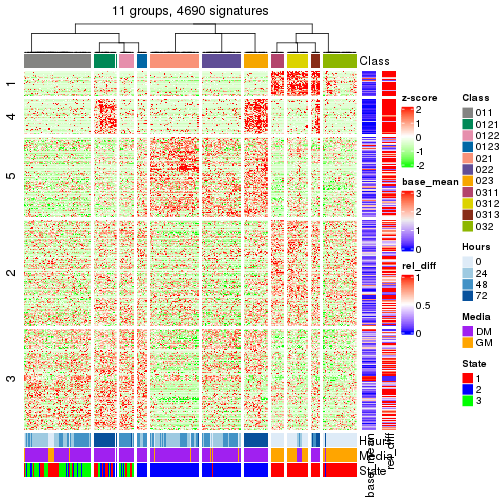 11 groups, 4690 signatures
Class
1
4
5
2
3
z-score
2
1
0
-1
-2
base_mean
3
2
1
0
rel_diff
1
0.5
0
Class
011
0121
0122
0123
021
022
023
0311
0312
0313
032
Hours
0
24
48
72
Media
DM
GM
State
1
2
3
Hours
Media
State
base_mean
rel_diff